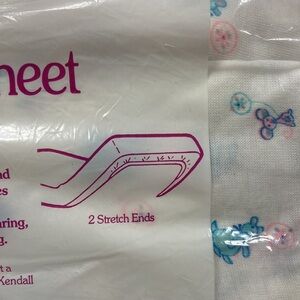 heet
nd
es
2 Stretch Ends
aring,
g.
t a
Kendall